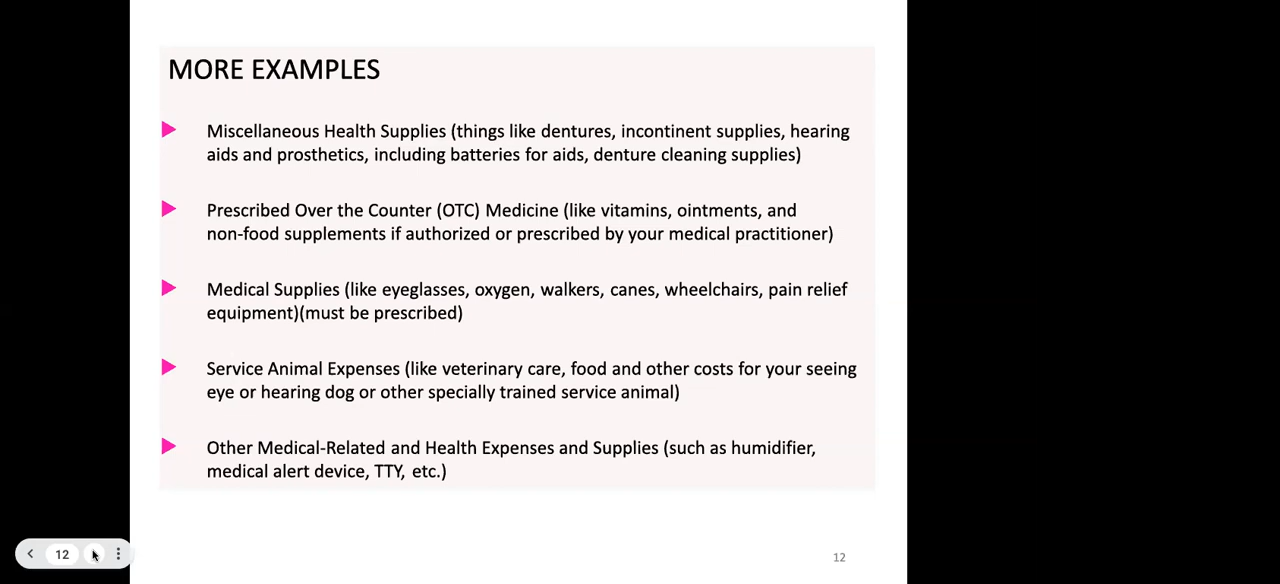 MORE EXAMPLES
Miscellaneous Health Supplies (things like dentures, incontinent supplies, hearing
aids and prosthetics, including batteries for aids, denture cleaning supplies)
Prescribed Over the Counter (OTC) Medicine (like vitamins, ointments, and
non-food supplements if authorized or prescribed by your medical practitioner)
Medical Supplies (like eyeglasses, oxygen, walkers, canes, wheelchairs, pain relief
equipment)(must be prescribed)
Service Animal Expenses (like veterinary care, food and other costs for your seeing
eye or hearing dog or other specially trained service animal)
Other Medical-Related and Health Expenses and Supplies (such as humidifier,
medical alert device, TTY, etc.)
12
12